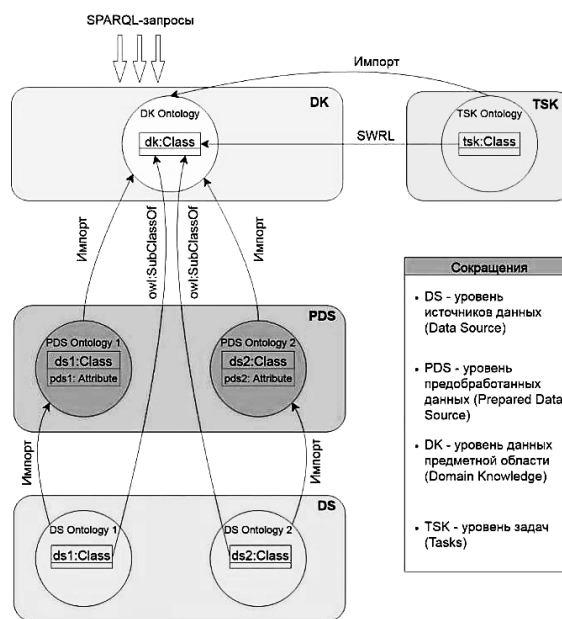 SPARQL-запросы
Импорт
DK
TSK
DK Ontology
TSK Ontology
SWRL
dk:Class
tsk:Class
Импорт
owl:SubClassOf
owl:SubClassOf
Импорт
PDS
PDS Ontology 1
PDS Ontology 2
ds1:Class
ds2:Class
pds1: Attribute
pds2: Attribute
Импорт
Импорт
DS
DS Ontology 1
DS Ontology 2
ds1:Class
ds2:Class
Сокращения
• DS - уровень
источников данных
(Data Source)
• PDS - уровень
предобработанных
данных (Prepared Data
Source)
• DK - уровень данных
предметной области
(Domain Knowledge)
• TSK - уровень задач
(Tasks)